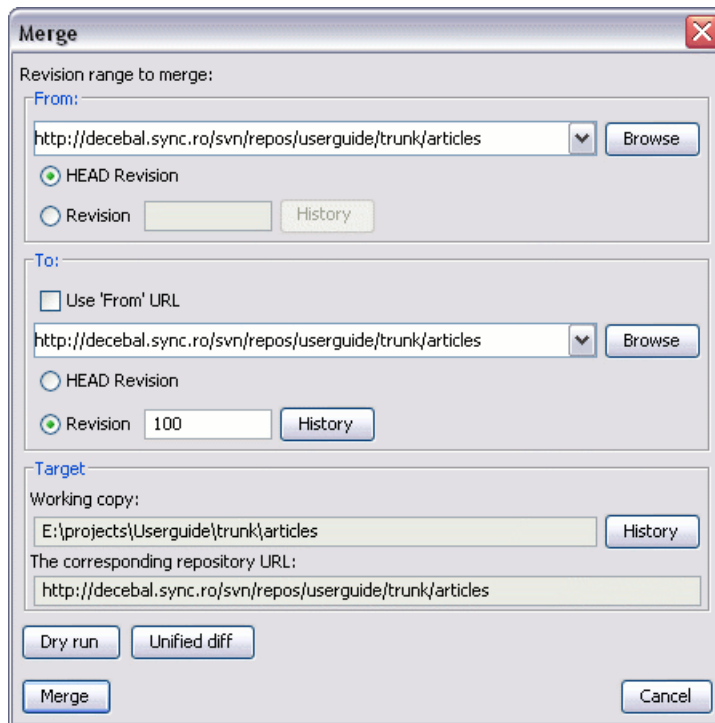 Merge
Revision range to merge:
From:
http://decebal.sync.ro/svn/repos/userguide/trunk/articles Browse
HEAD Revision
Revision History
To:
Use 'From' URL
http://decebal.sync.ro/svn/repos/userguide/trunk/articles Browse
HEAD Revision
Revision 100 History
Target
Working copy:
E:\projects\Userguide\trunk\articles History
The corresponding repository URL:
http://decebal.sync.ro/svn/repos/userguide/trunk/articles
Dry run Unified diff
Merge Cancel